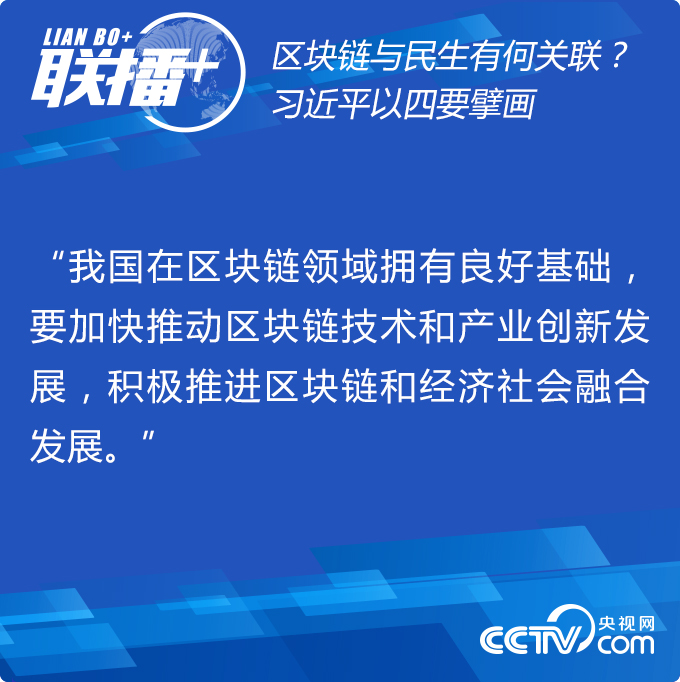 LIAN BO+
联播+
区块链与民生有何关联？
习近平以四要擘画
“我国在区块链领域拥有良好基础，
要加快推动区块链技术和产业创新发
展，积极推进区块链和经济社会融合
发展。”
央视网
CCTV.com